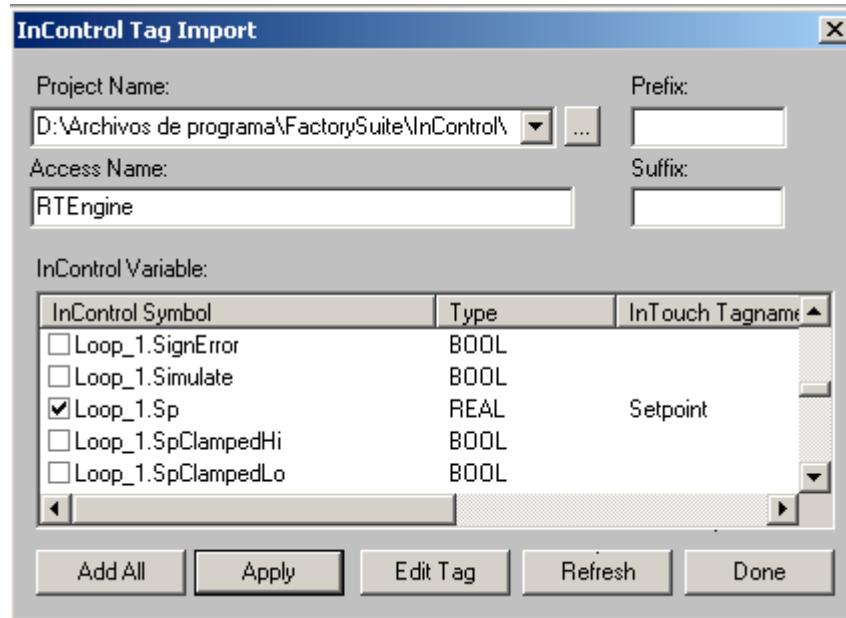 InControl Tag Import
Project Name:
Prefix:
D:\Archivos de programa\FactorySuite\InControl\
...
Access Name:
Suffix:
RTEngine
InControl Variable:
InControl Symbol Type InTouch Tagname
Loop_1.SignError BOOL
Loop_1.Simulate BOOL
Loop_1.Sp REAL Setpoint
Loop_1.SpClampedHi BOOL
Loop_1.SpClampedLo BOOL
Add All Apply Edit Tag Refresh Done